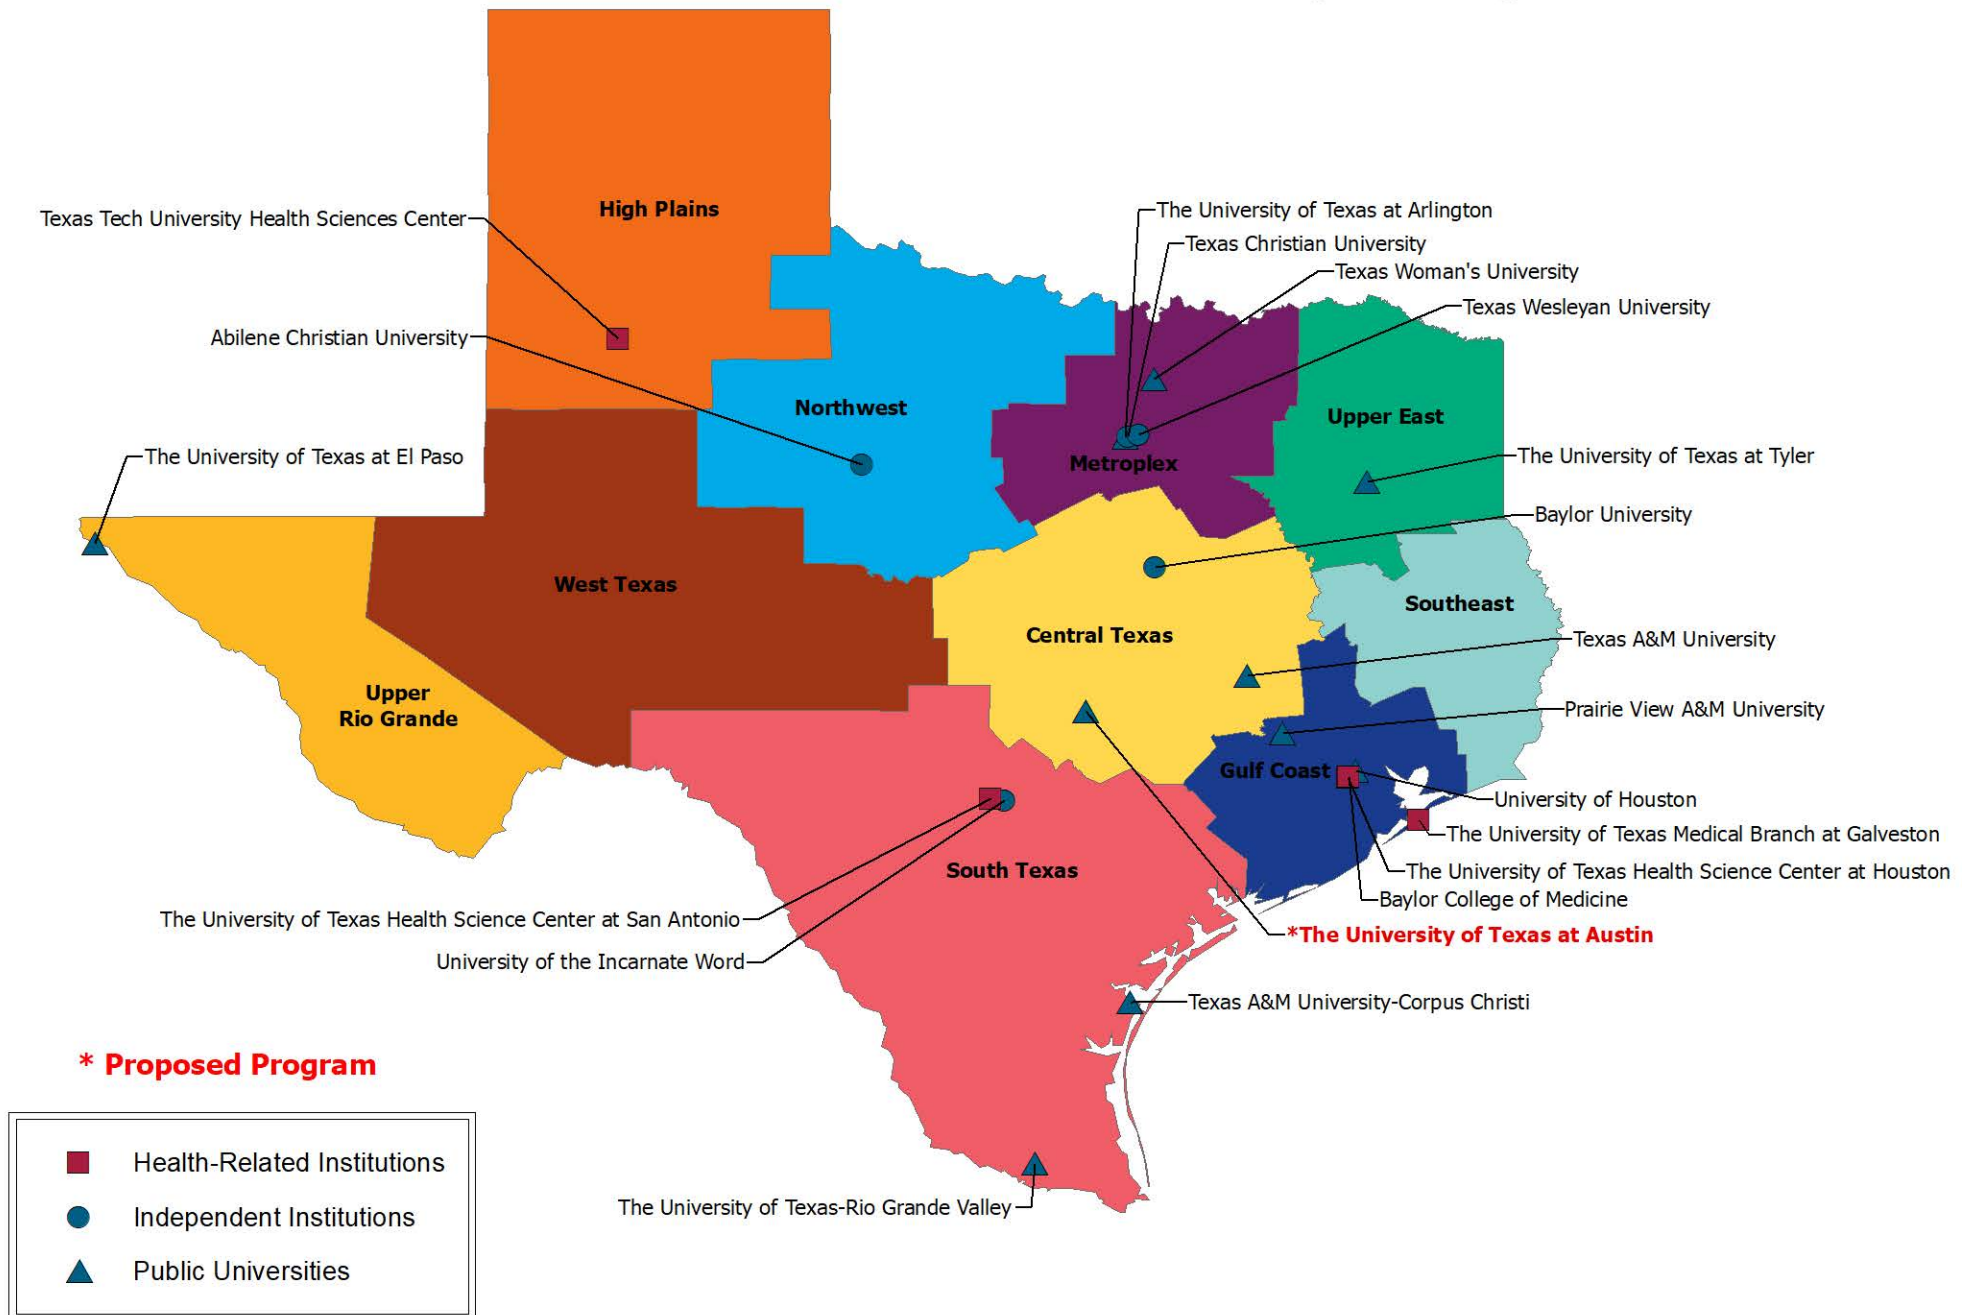 High Plains
Texas Tech University Health Sciences Center
The University of Texas at Arlington
Texas Christian University
Texas Woman's University
Texas Wesleyan University
Abilene Christian University
Northwest
Upper East
The University of Texas at El Paso
Metroplex
The University of Texas at Tyler
Baylor University
West Texas
Southeast
Central Texas
Texas A&M University
Upper
Rio Grande
Prairie View A&M University
Gulf Coast
University of Houston
The University of Texas Medical Branch at Galveston
South Texas
The University of Texas Health Science Center at Houston
Baylor College of Medicine
The University of Texas Health Science Center at San Antonio
*The University of Texas at Austin
University of the Incarnate Word
Texas A&M University-Corpus Christi
* Proposed Program
Health-Related Institutions
The University of Texas-Rio Grande Valley
Independent Institutions
Public Universities